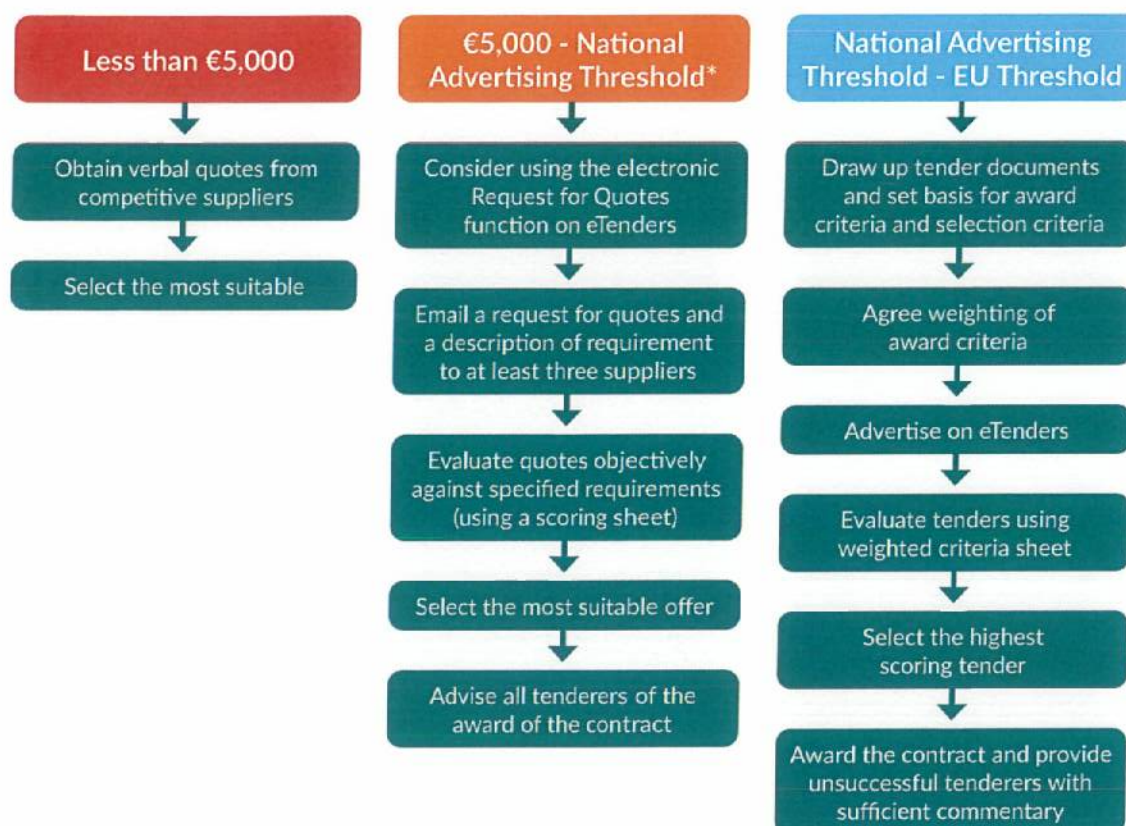 Less than €5,000
Obtain verbal quotes from
competitive suppliers
Select the most suitable
€5,000 - National
Advertising Threshold*
Consider using the electronic
Request for Quotes
function on eTenders
Email a request for quotes and
a description of requirement
to at least three suppliers
Evaluate quotes objectively
against specified requirements
(using a scoring sheet)
Select the most suitable offer
Advise all tenderers of the
award of the contract
National Advertising
Threshold - EU Threshold
Draw up tender documents
and set basis for award
criteria and selection criteria
Agree weighting of
award criteria
Advertise on eTenders
Evaluate tenders using
weighted criteria sheet
Select the highest
scoring tender
Award the contract and provide
unsuccessful tenderers with
sufficient commentary